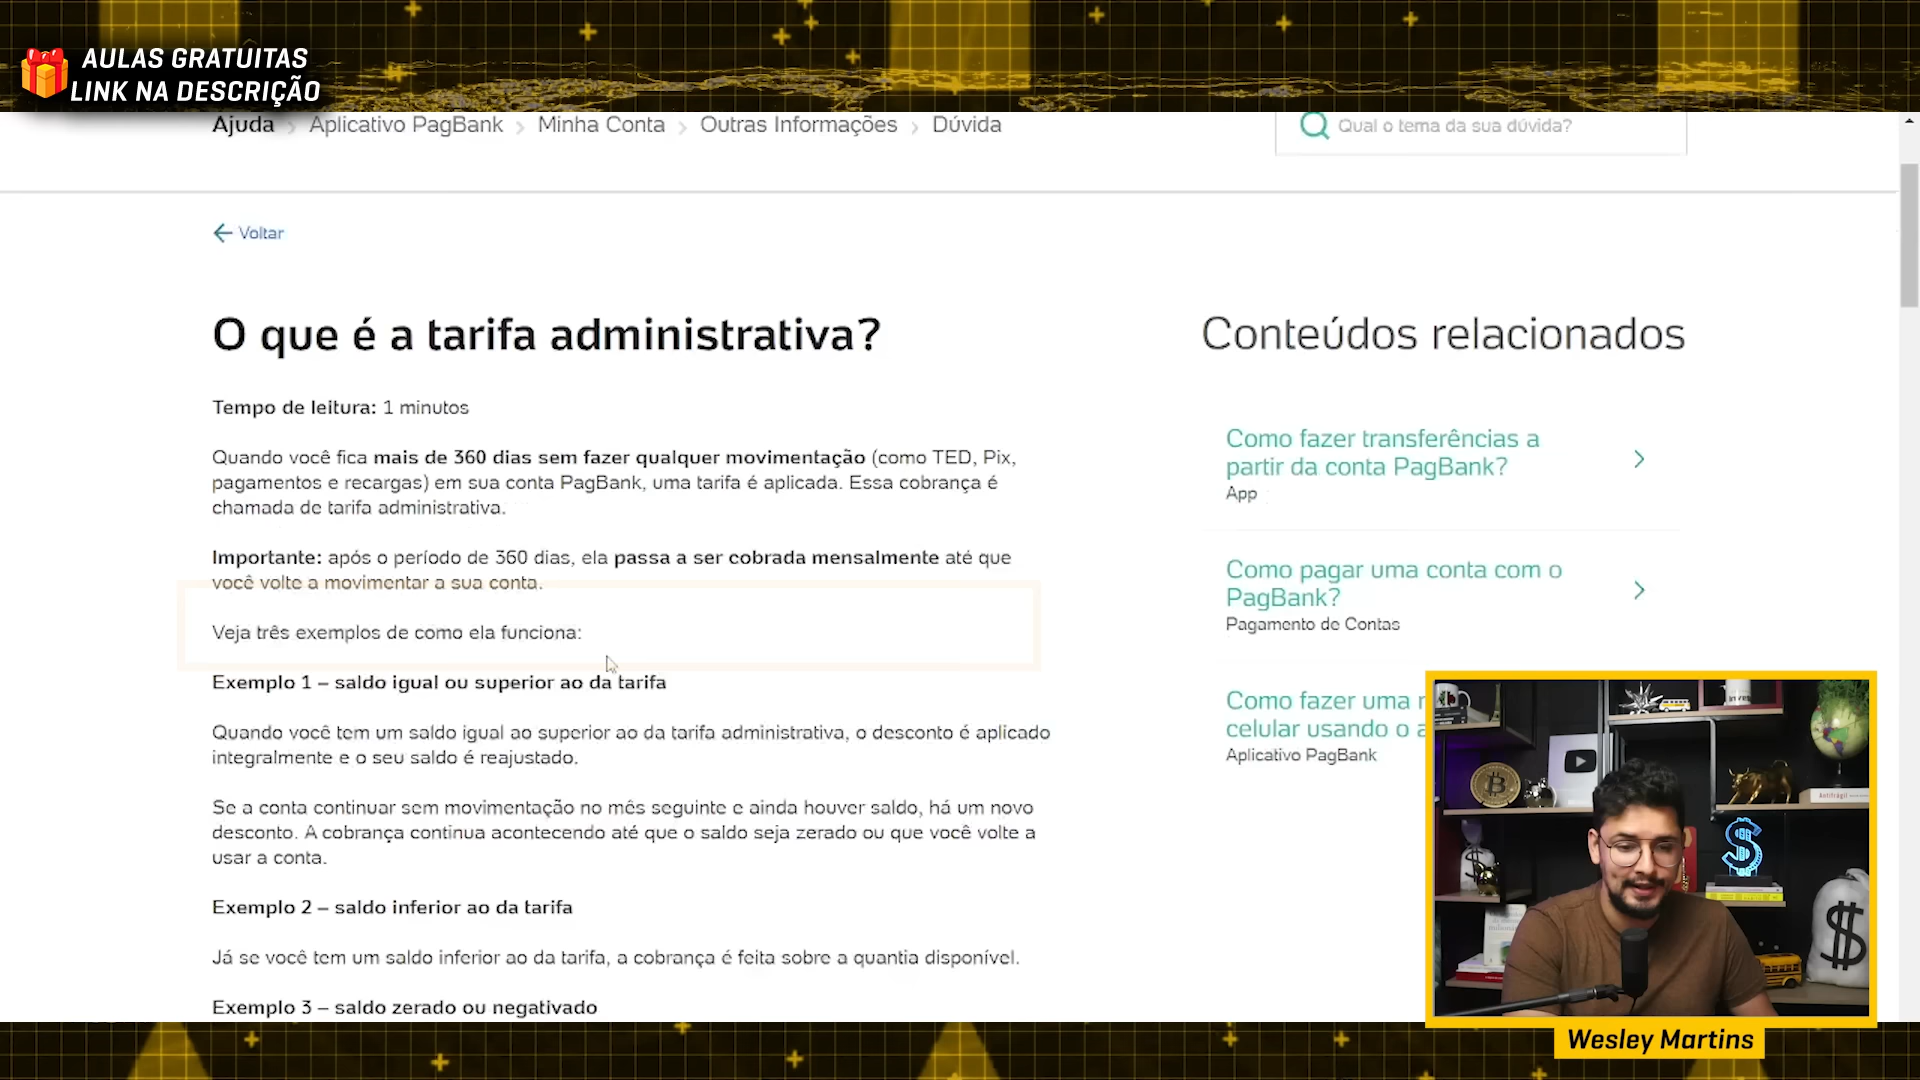 AULAS GRATUITAS
LINK NA DESCRIÇÃO
Ajuda > Aplicativo PagBank > Minha Conta > Outras Informações > Dúvida
Qual o tema da sua dúvida?
← Voltar
O que é a tarifa administrativa?
Tempo de leitura: 1 minutos
Quando você fica mais de 360 dias sem fazer qualquer movimentação (como TED, Pix,
pagamentos e recargas) em sua conta PagBank, uma tarifa é aplicada. Essa cobrança é
chamada de tarifa administrativa.
Importante: após o período de 360 dias, ela passa a ser cobrada mensalmente até que
você volte a movimentar a sua conta.
Veja três exemplos de como ela funciona:
Exemplo 1 – saldo igual ou superior ao da tarifa
Quando você tem um saldo igual ao superior ao da tarifa administrativa, o desconto é aplicado
integralmente e o seu saldo é reajustado.
Se a conta continuar sem movimentação no mês seguinte e ainda houver saldo, há um novo
desconto. A cobrança continua acontecendo até que o saldo seja zerado ou que você volte a
usar a conta.
Exemplo 2 – saldo inferior ao da tarifa
Já se você tem um saldo inferior ao da tarifa, a cobrança é feita sobre a quantia disponível.
Exemplo 3 – saldo zerado ou negativado
Conteúdos relacionados
Como fazer transferências a
partir da conta PagBank?
App
Como pagar uma conta com o
PagBank?
Pagamento de Contas
Como fazer uma
celular usando o
Aplicativo PagBank
Antifrágil
Wesley Martins